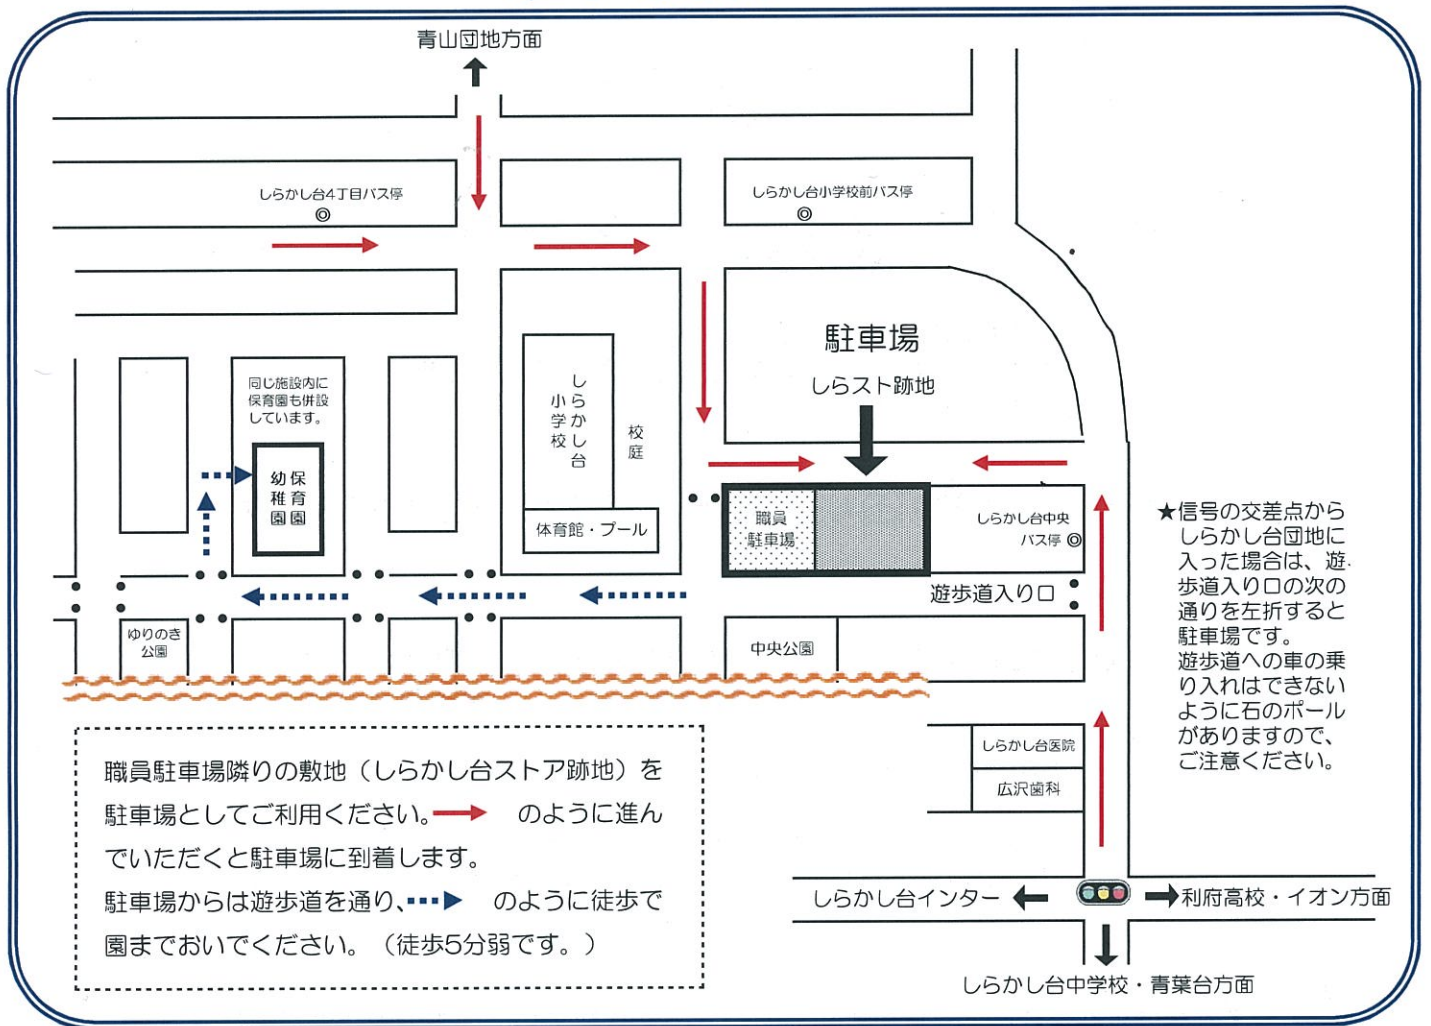 青山団地方面
しらかし台4丁目バス停
◎
しらかし台小学校前バス停
◎
駐車場
しらスト跡地
同じ施設内に
保育園も併設
しています。
保育園
幼稚園
しらかし台
小学校
校庭
体育館・プール
職員
駐車場
しらかし台中央
バス停 ◎
遊歩道入り口
ゆりのき
公園
中央公園
★信号の交差点から
しらかし台団地に
入った場合は、遊
歩道入り口の次の
通りを左折すると
駐車場です。
遊歩道への車の乗
り入れはできない
ように石のポール
がありますので、
ご注意ください。
しらかし台医院
広沢歯科
職員駐車場隣りの敷地（しらかし台ストア跡地）を
駐車場としてご利用ください。 のように進ん
でいただくと駐車場に到着します。
駐車場からは遊歩道を通り、 のように徒歩で
園までおいでください。（徒歩5分弱です。）
しらかし台インター
利府高校・イオン方面
しらかし台中学校・青葉台方面